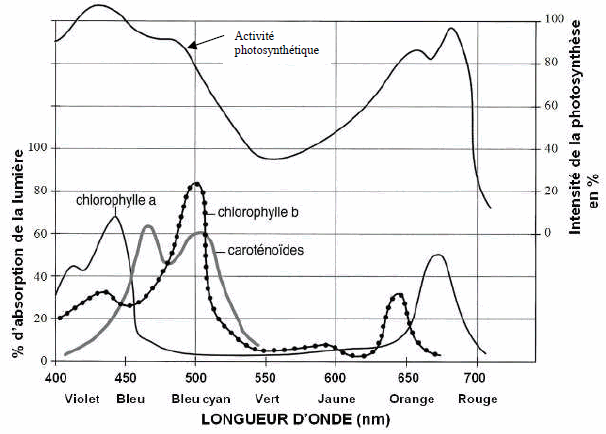 Activité
photosynthétique
100
80
60
40
20
0
Intensité de la photosynthèse
en %
% d'absorption de la lumière
100
80
60
40
20
0
chlorophylle a
chlorophylle b
caroténoïdes
400 450 500 550 600 650 700
Violet Bleu Bleu cyan Vert Jaune Orange Rouge
LONGUEUR D'ONDE (nm)